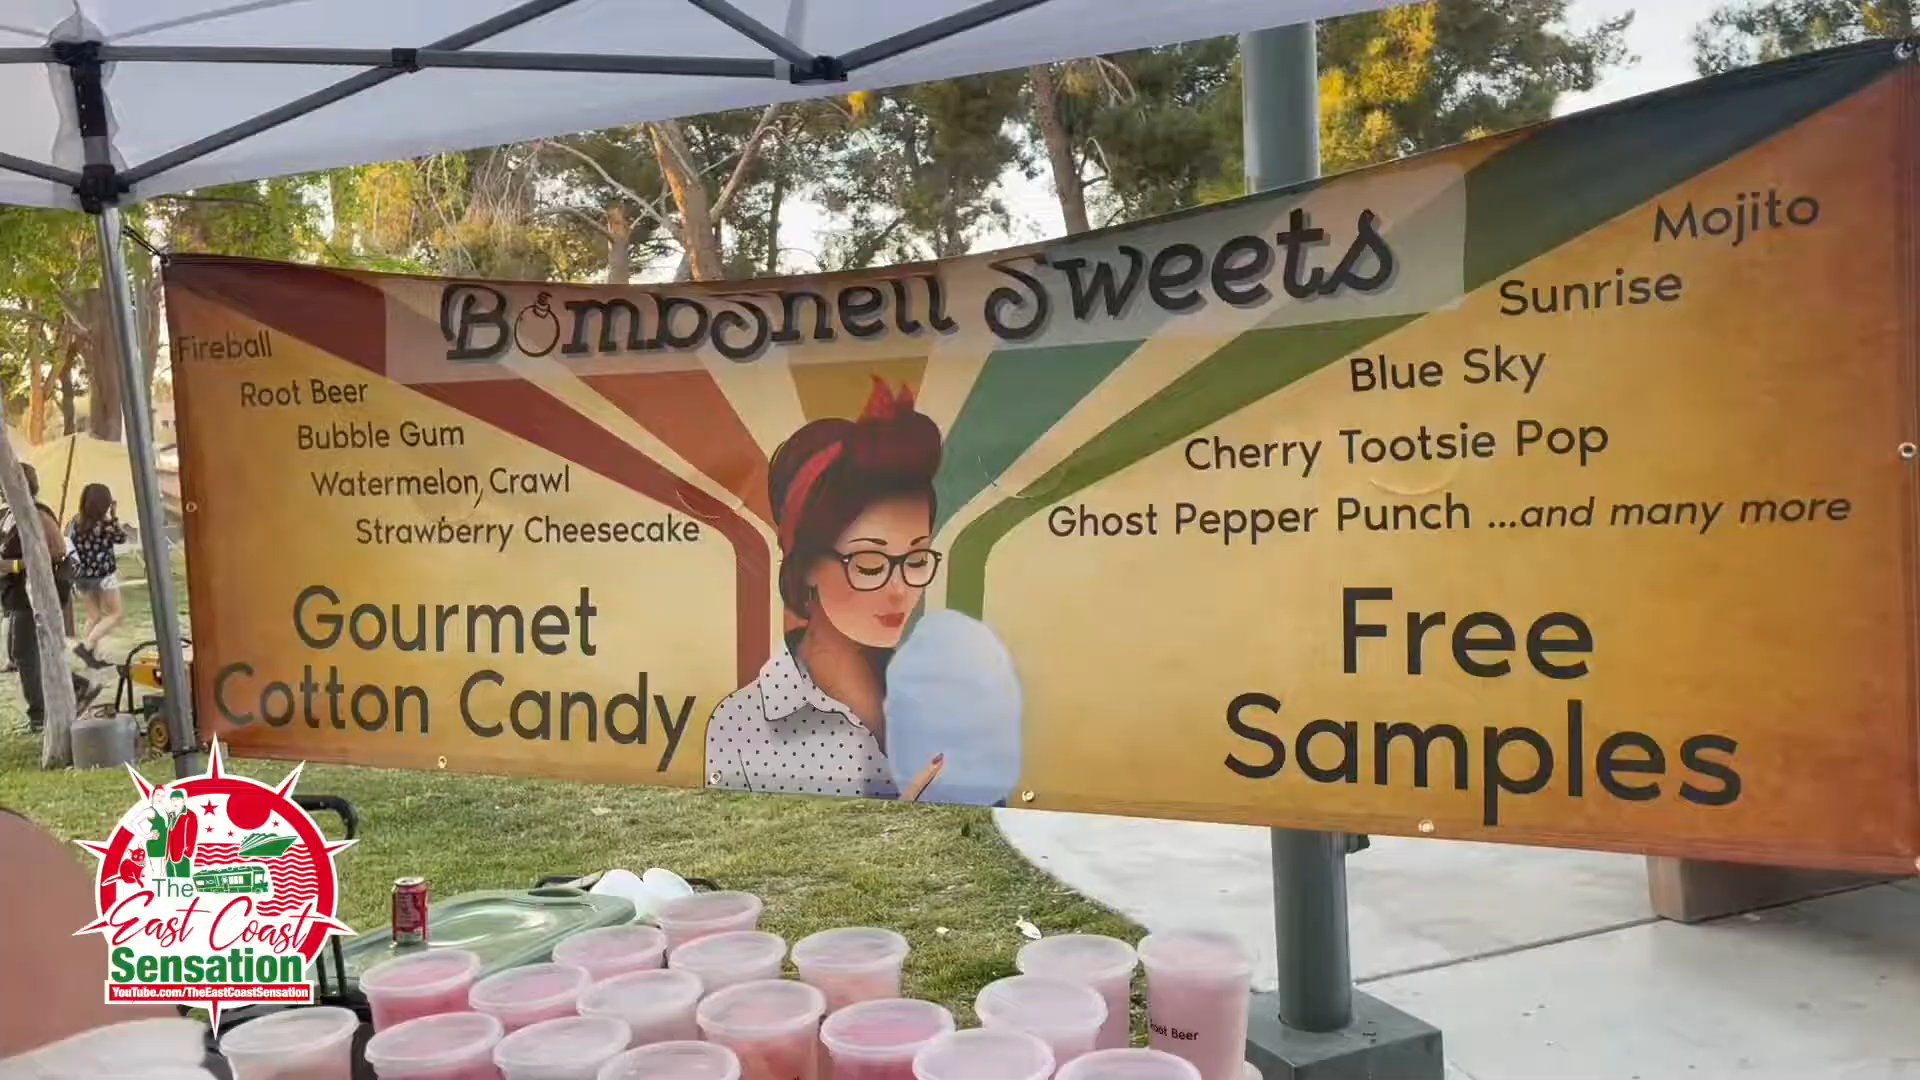 Bombshell Sweets
Fireball
Root Beer
Bubble Gum
Watermelon Crawl
Strawberry Cheesecake
Gourmet
Cotton Candy
Mojito
Sunrise
Blue Sky
Cherry Tootsie Pop
Ghost Pepper Punch ...and many more
Free
Samples
The
East Coast
Sensation
YouTube.com/TheEastCoastSensation
Root Beer